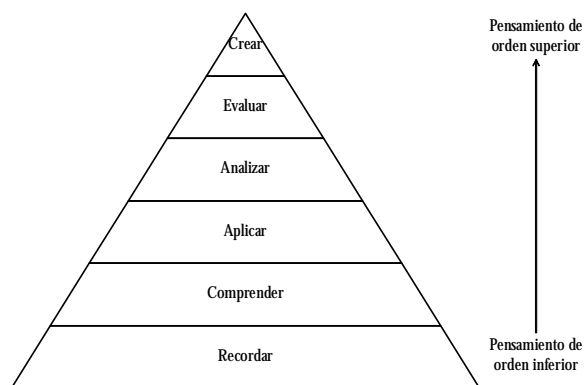 Crear
Evaluar
Analizar
Aplicar
Comprender
Recordar
Pensamiento de
orden superior
Pensamiento de
orden inferior